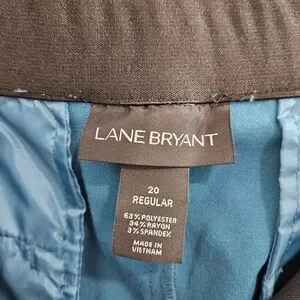 LANE BRYANT
20
REGULAR
63% POLYESTER
34% RAYON
3% SPANDEX
MADE IN
VIETNAM